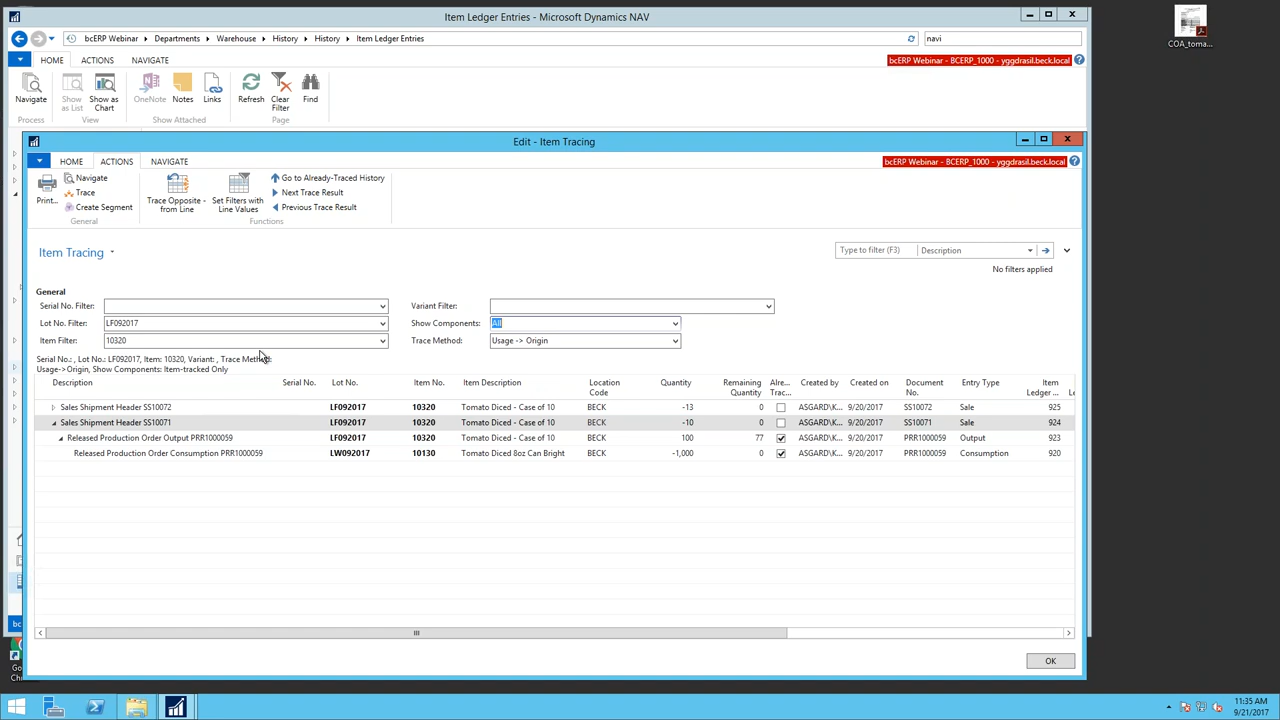 Item Ledger Entries - Microsoft Dynamics NAV
COA_toma...
bcERP Webinar
Departments
Warehouse
History
History
Item Ledger Entries
navi
HOME
ACTIONS
NAVIGATE
bcERP Webinar - BCERP_1000 - yggdrasil.beck.local
Navigate
Show as List
Show as Chart
OneNote
Notes
Links
Refresh
Clear Filter
Find
Process
View
Show Attached
Page
Edit - Item Tracing
HOME
ACTIONS
NAVIGATE
bcERP Webinar - BCERP_1000 - yggdrasil.beck.local
Print...
Navigate
Trace
Create Segment
Trace Opposite - from Line
Set Filters with Line Values
Go to Already-Traced History
Next Trace Result
Previous Trace Result
General
Functions
Item Tracing
Type to filter (F3)
Description
No filters applied
General
Serial No. Filter:
Variant Filter:
Lot No. Filter: LF092017
Show Components: All
Item Filter: 10320
Trace Method: Usage -> Origin
Serial No.: , Lot No.: LF092017, Item: 10320, Variant: , Trace Method:
Usage->Origin, Show Components: Item-tracked Only
Description Serial No. Lot No. Item No. Item Description Location Code Quantity Remaining Quantity Alre... Trac... Created by Created on Document No. Entry Type Item Ledger ... Le
Sales Shipment Header SS10072 LF092017 10320 Tomato Diced - Case of 10 BECK -13 0 ASGARD\K... 9/20/2017 SS10072 Sale 925
Sales Shipment Header SS10071 LF092017 10320 Tomato Diced - Case of 10 BECK -10 0 ASGARD\K... 9/20/2017 SS10071 Sale 924
Released Production Order Output PRR1000059 LF092017 10320 Tomato Diced - Case of 10 BECK 100 77 ASGARD\K... 9/20/2017 PRR1000059 Output 923
Released Production Order Consumption PRR1000059 LW092017 10130 Tomato Diced 8oz Can Bright BECK -1,000 0 ASGARD\K... 9/20/2017 PRR1000059 Consumption 920
OK
bc
Go
Chr
11:35 AM
9/21/2017